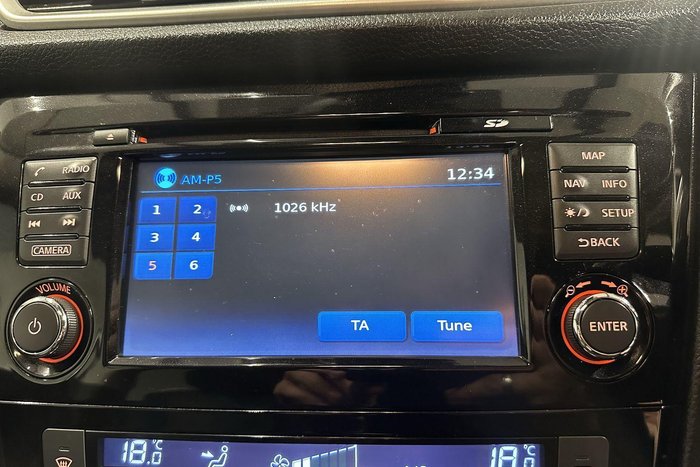 SD
RADIO
CD AUX
CAMERA
VOLUME
AM-P5 12:34
1 2 1026 kHz
3 4
5 6
TA Tune
MAP
NAV INFO
SETUP
BACK
ENTER
18.0 °C
18.0 °C